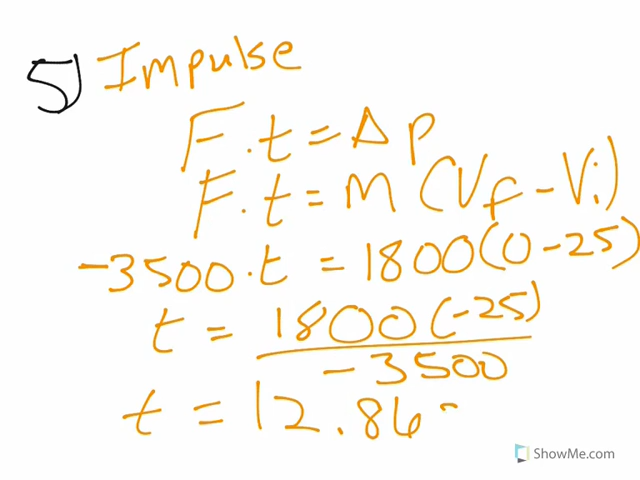 5) Impulse
F.t = Δp
F.t = m (Vf - Vi)
-3500.t = 1800(0-25)
t = 1800(-25)
-3500
t = 12.86
ShowMe.com